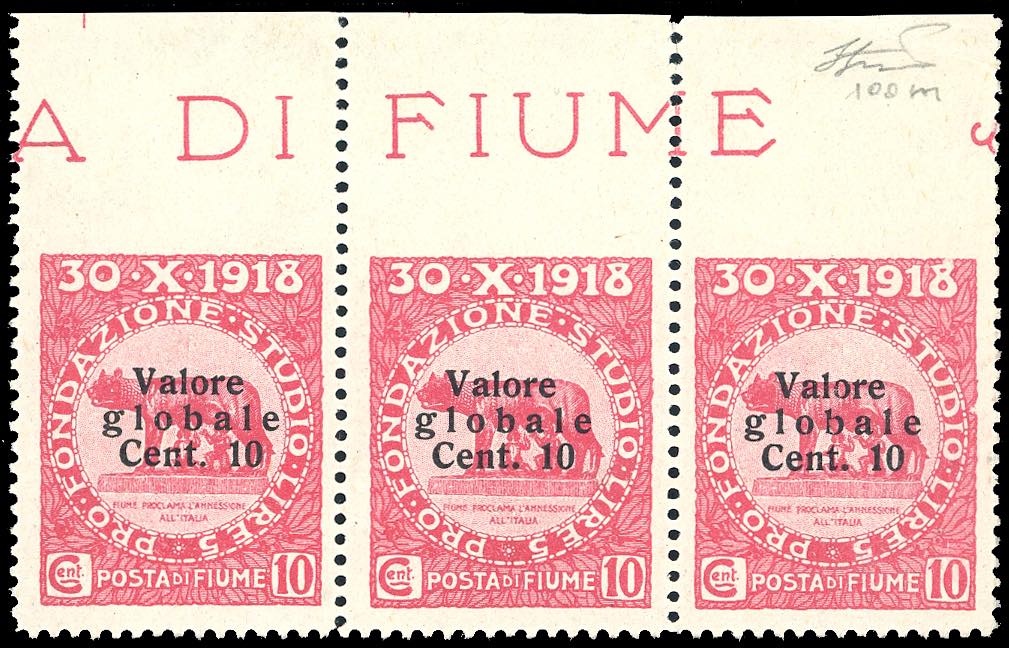 100 m
A DI FIUME
30·X·1918
PRO·FONDAZIONE·STUDIO·LIRE 5
Valore
globale
Cent. 10
FIUME PROCLAMA L'ANNESSIONE
ALL'ITALIA
Cent. POSTA DI FIUME 10
30·X·1918
PRO·FONDAZIONE·STUDIO·LIRE 5
Valore
globale
Cent. 10
FIUME PROCLAMA L'ANNESSIONE
ALL'ITALIA
Cent. POSTA DI FIUME 10
30·X·1918
PRO·FONDAZIONE·STUDIO·LIRE 5
Valore
globale
Cent. 10
FIUME PROCLAMA L'ANNESSIONE
ALL'ITALIA
Cent. POSTA DI FIUME 10